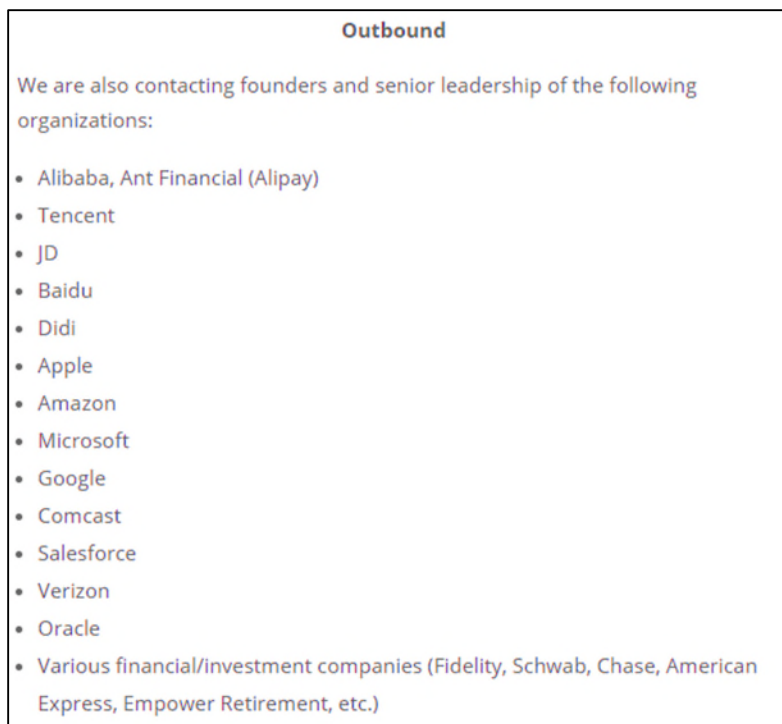 Outbound
We are also contacting founders and senior leadership of the following
organizations:
• Alibaba, Ant Financial (Alipay)
• Tencent
• JD
• Baidu
• Didi
• Apple
• Amazon
• Microsoft
• Google
• Comcast
• Salesforce
• Verizon
• Oracle
• Various financial/investment companies (Fidelity, Schwab, Chase, American
Express, Empower Retirement, etc.)